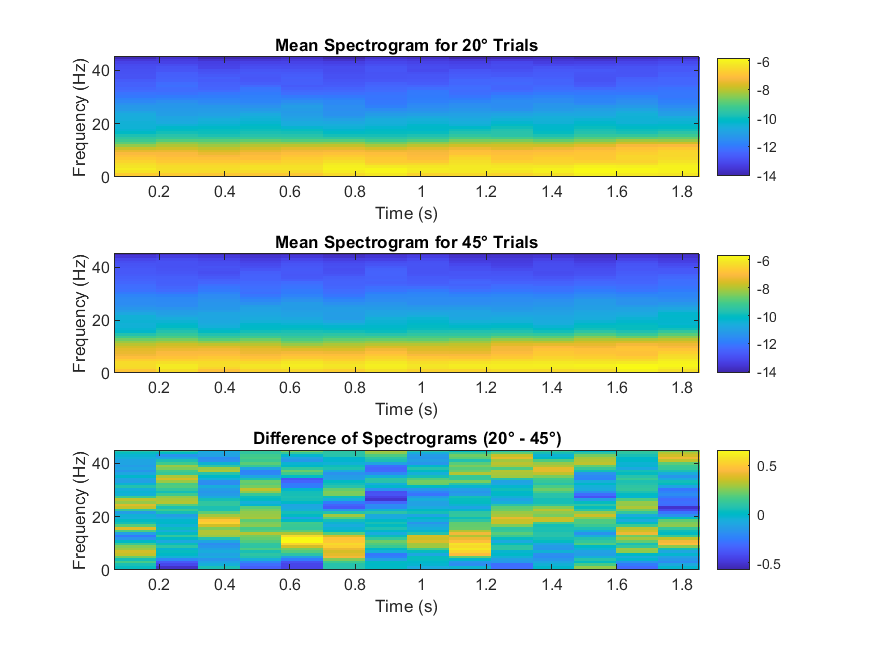 Mean Spectrogram for 20° Trials
Frequency (Hz)
40
20
0
0.2 0.4 0.6 0.8 1 1.2 1.4 1.6 1.8
Time (s)
-6
-8
-10
-12
-14
Mean Spectrogram for 45° Trials
Frequency (Hz)
40
20
0
0.2 0.4 0.6 0.8 1 1.2 1.4 1.6 1.8
Time (s)
-6
-8
-10
-12
-14
Difference of Spectrograms (20° - 45°)
Frequency (Hz)
40
20
0
0.2 0.4 0.6 0.8 1 1.2 1.4 1.6 1.8
Time (s)
0.5
0
-0.5